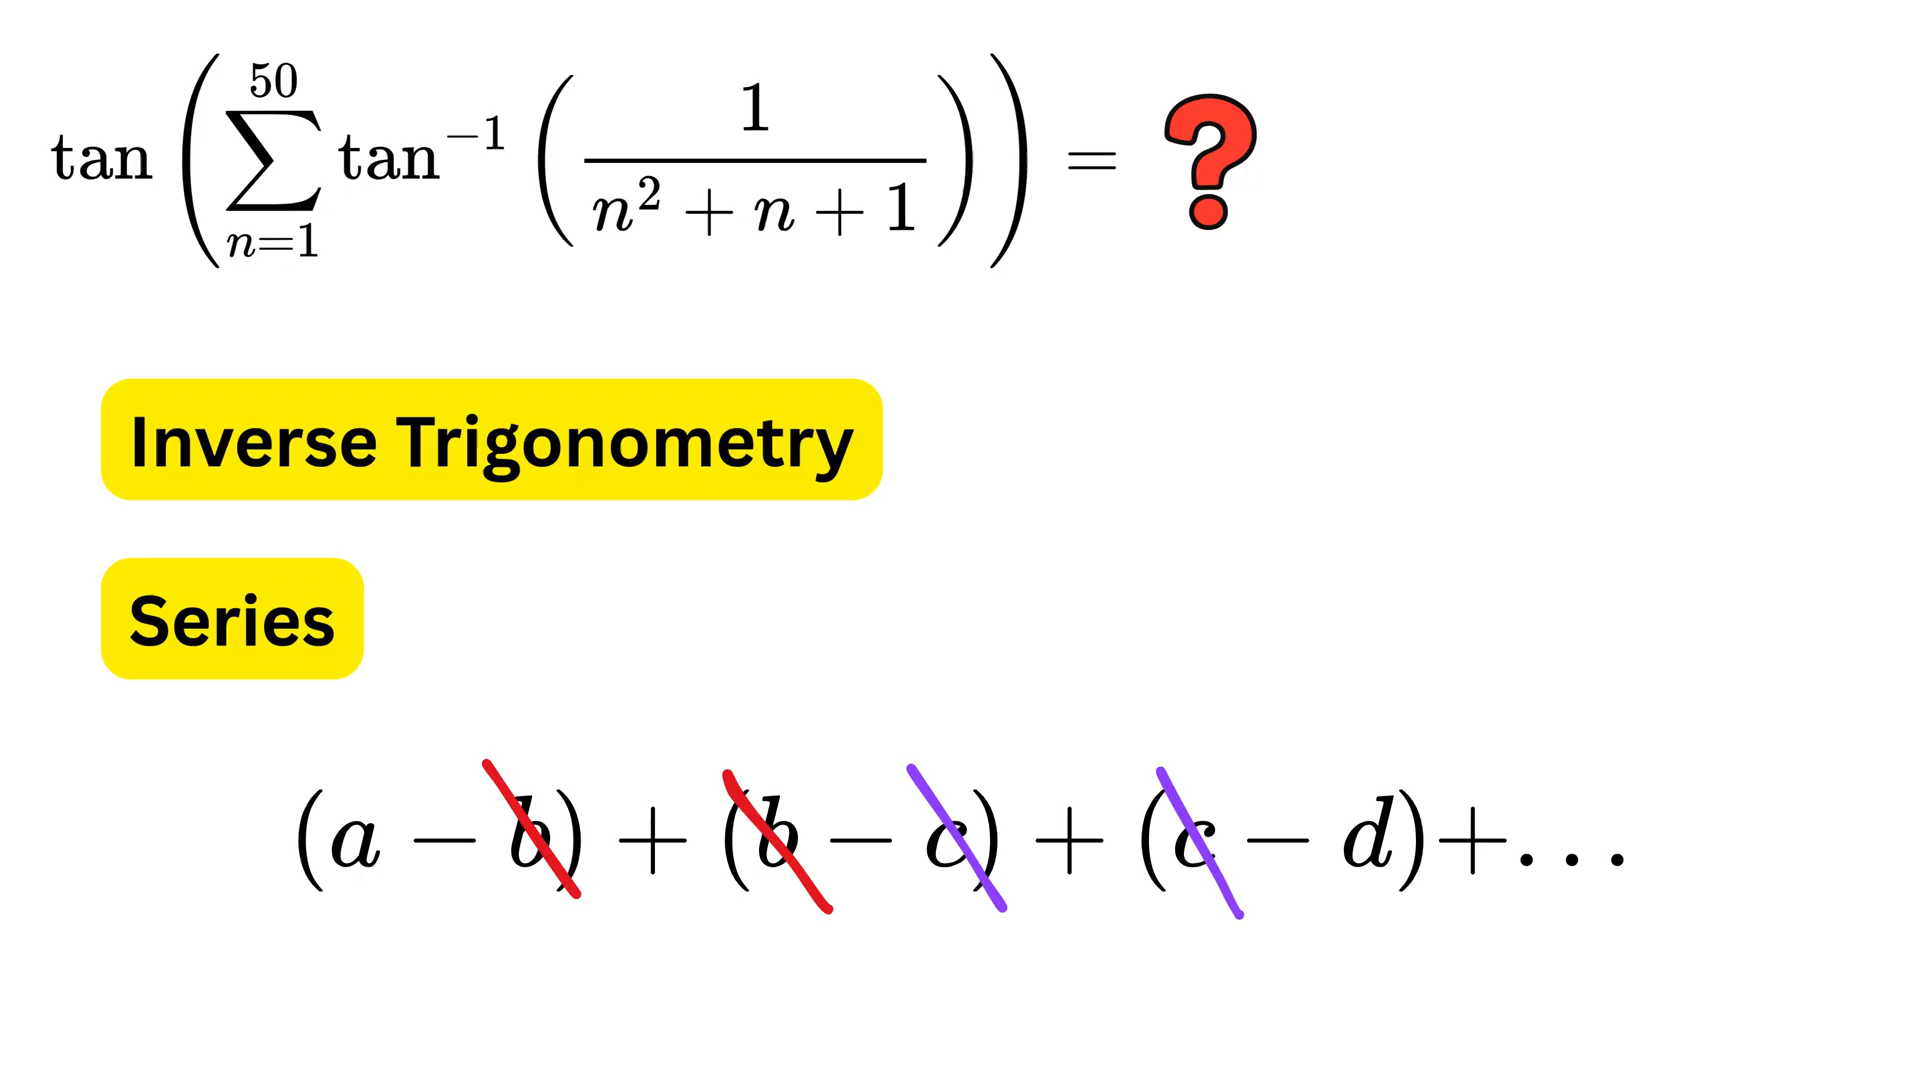 tan ( ∑_{n=1}^{50} tan^{-1} ( 1 / (n^2 + n + 1) ) ) = ?
Inverse Trigonometry
Series
(a − b) + (b − c) + (c − d)+...